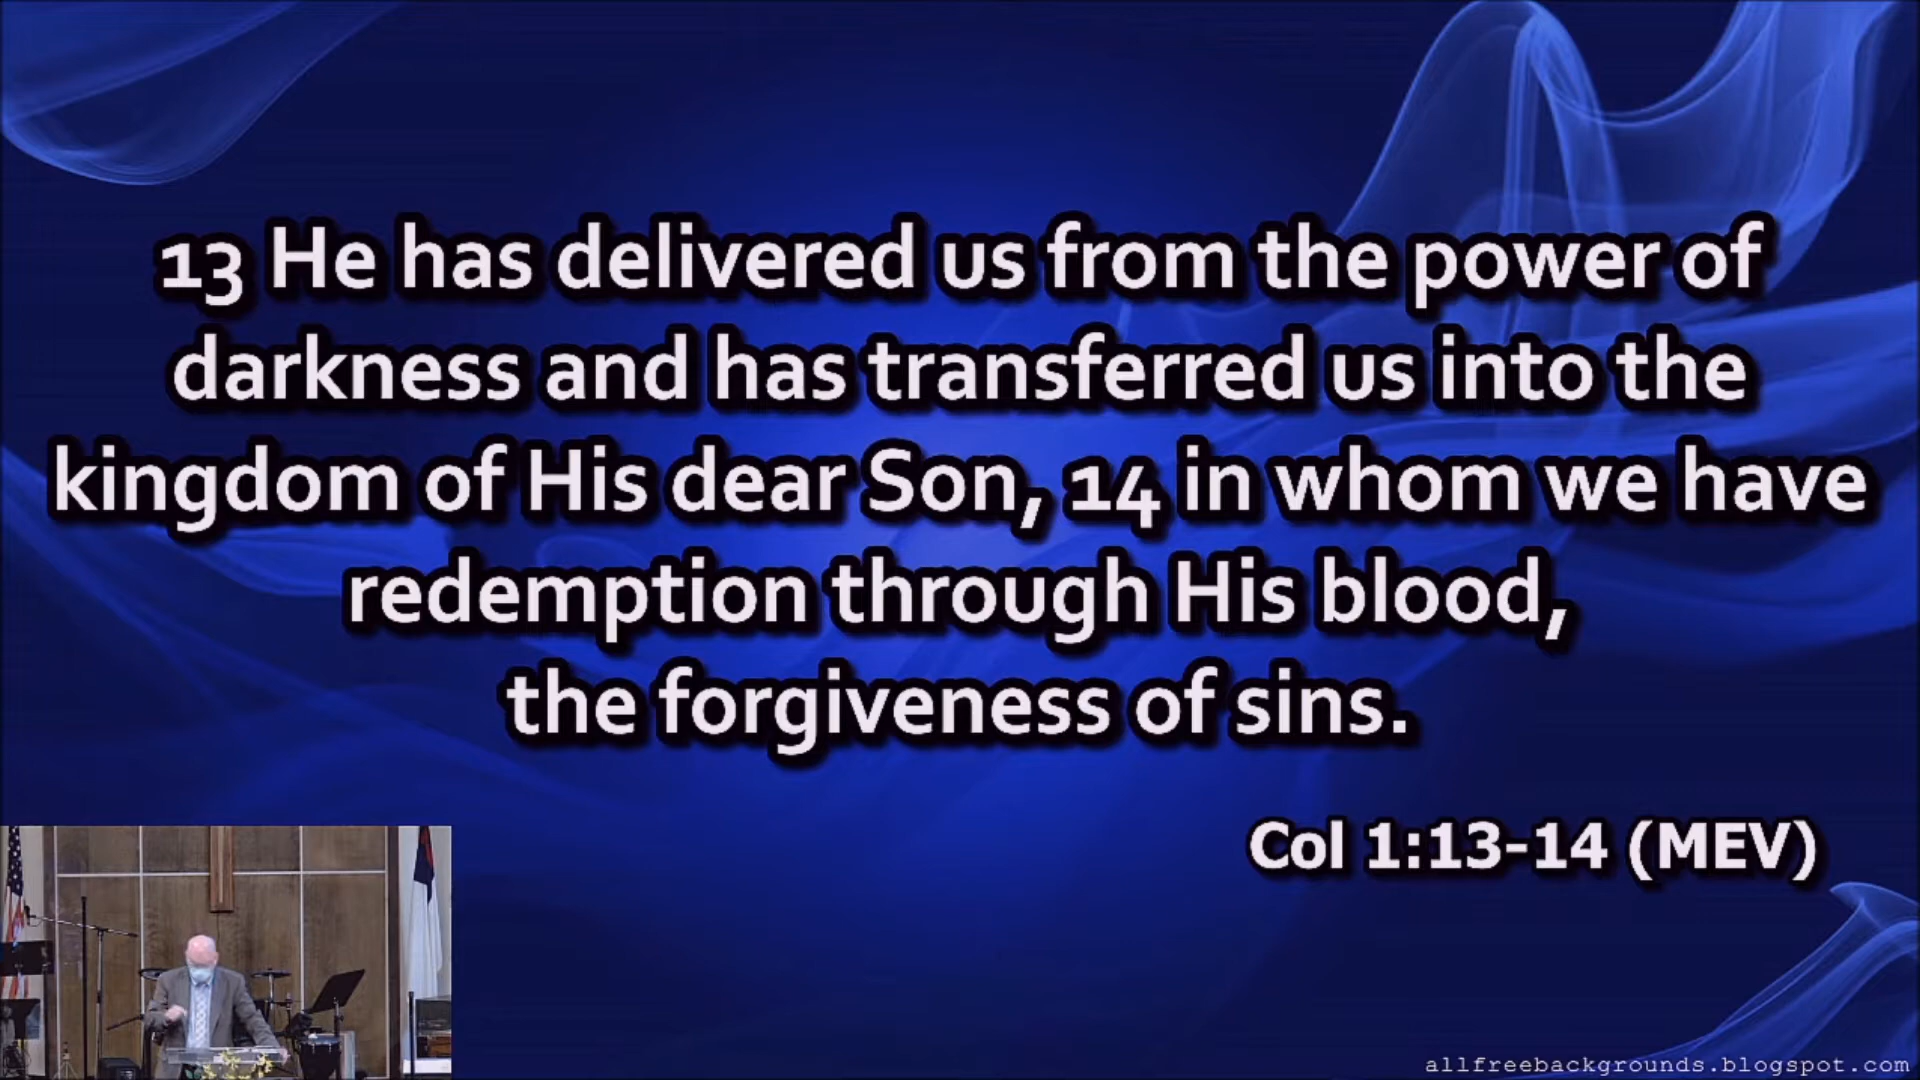 13 He has delivered us from the power of
darkness and has transferred us into the
kingdom of His dear Son, 14 in whom we have
redemption through His blood,
the forgiveness of sins.
Col 1:13-14 (MEV)
allfreebackgrounds.blogspot.com